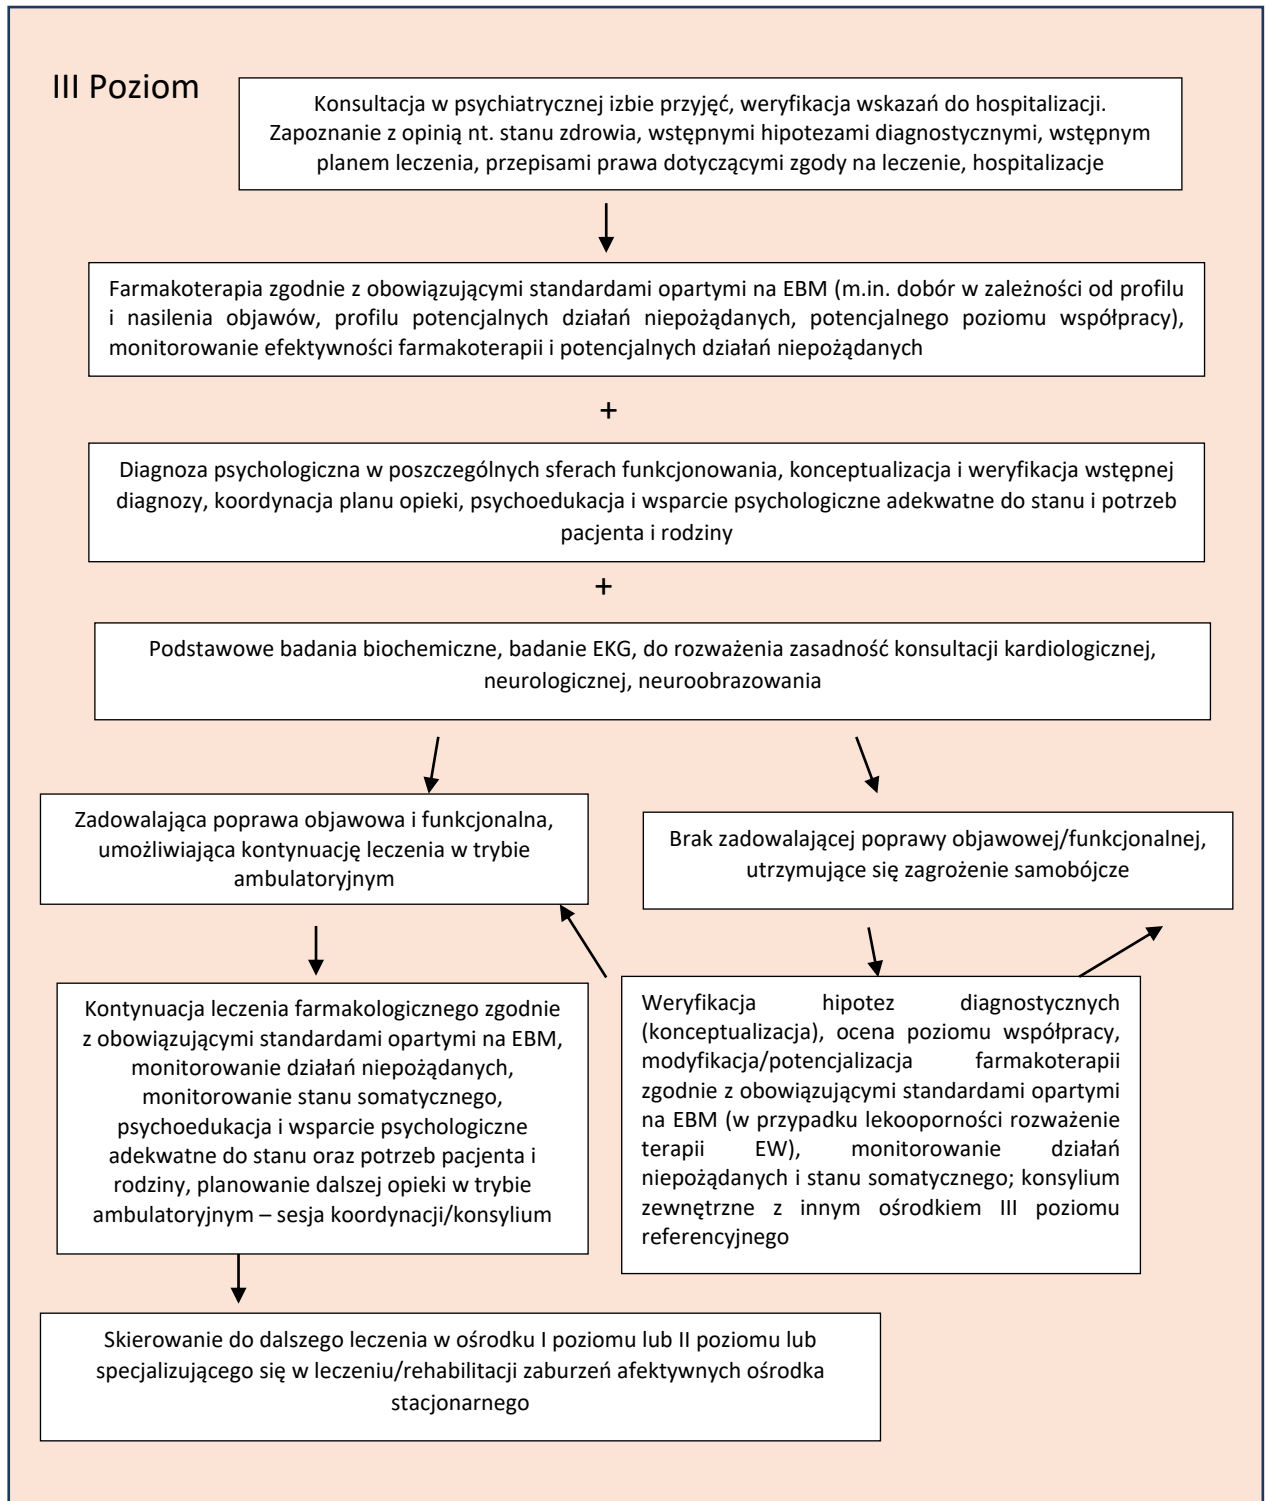 III Poziom
Konsultacja w psychiatrycznej izbie przyjęć, weryfikacja wskazań do hospitalizacji.
Zapoznanie z opinią nt. stanu zdrowia, wstępnymi hipotezami diagnostycznymi, wstępnym
planem leczenia, przepisami prawa dotyczącymi zgody na leczenie, hospitalizacje
Farmakoterapia zgodnie z obowiązującymi standardami opartymi na EBM (m.in. dobór w zależności od profilu
i nasilenia objawów, profilu potencjalnych działań niepożądanych, potencjalnego poziomu współpracy),
monitorowanie efektywności farmakoterapii i potencjalnych działań niepożądanych
+
Diagnoza psychologiczna w poszczególnych sferach funkcjonowania, konceptualizacja i weryfikacja wstępnej
diagnozy, koordynacja planu opieki, psychoedukacja i wsparcie psychologiczne adekwatne do stanu i potrzeb
pacjenta i rodziny
+
Podstawowe badania biochemiczne, badanie EKG, do rozważenia zasadność konsultacji kardiologicznej,
neurologicznej, neuroobrazowania
Zadowalająca poprawa objawowa i funkcjonalna,
umożliwiająca kontynuację leczenia w trybie
ambulatoryjnym
Brak zadowalającej poprawy objawowej/funkcjonalnej,
utrzymujące się zagrożenie samobójcze
Kontynuacja leczenia farmakologicznego zgodnie
z obowiązującymi standardami opartymi na EBM,
monitorowanie działań niepożądanych,
monitorowanie stanu somatycznego,
psychoedukacja i wsparcie psychologiczne
adekwatne do stanu oraz potrzeb pacjenta i
rodziny, planowanie dalszej opieki w trybie
ambulatoryjnym – sesja koordynacji/konsylium
Weryfikacja hipotez diagnostycznych
(konceptualizacja), ocena poziomu współpracy,
modyfikacja/potencjalizacja farmakoterapii
zgodnie z obowiązującymi standardami opartymi
na EBM (w przypadku lekooporności rozważenie
terapii EW), monitorowanie działań
niepożądanych i stanu somatycznego; konsylium
zewnętrzne z innym ośrodkiem III poziomu
referencyjnego
Skierowanie do dalszego leczenia w ośrodku I poziomu lub II poziomu lub
specjalizującego się w leczeniu/rehabilitacji zaburzeń afektywnych ośrodka
stacjonarnego